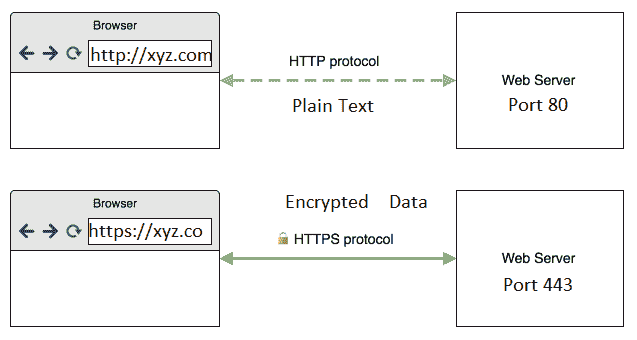 Browser
http://xyz.com
HTTP protocol
Plain Text
Web Server
Port 80
Browser
https://xyz.co
Encrypted Data
HTTPS protocol
Web Server
Port 443